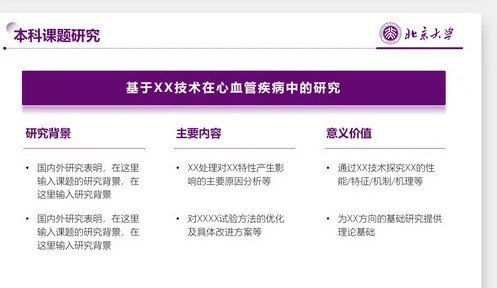 本科课题研究
北京大学
基于XX技术在心血管疾病中的研究
研究背景
• 国内外研究表明，在这里
输入课题的研究背景，在
这里输入研究背景
• 国内外研究表明，在这里
输入课题的研究背景，在
这里输入研究背景
主要内容
• XX处理对XX特性产生影
响的主要原因分析等
• 对XXXX试验方法的优化
及具体改进方案等
意义价值
• 通过XX技术探究XX的性
能/特征/机制/机理等
• 为XX方向的基础研究提供
理论基础